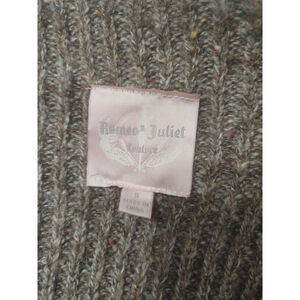 Romeo & Juliet
Couture
S
MADE IN
CHINA